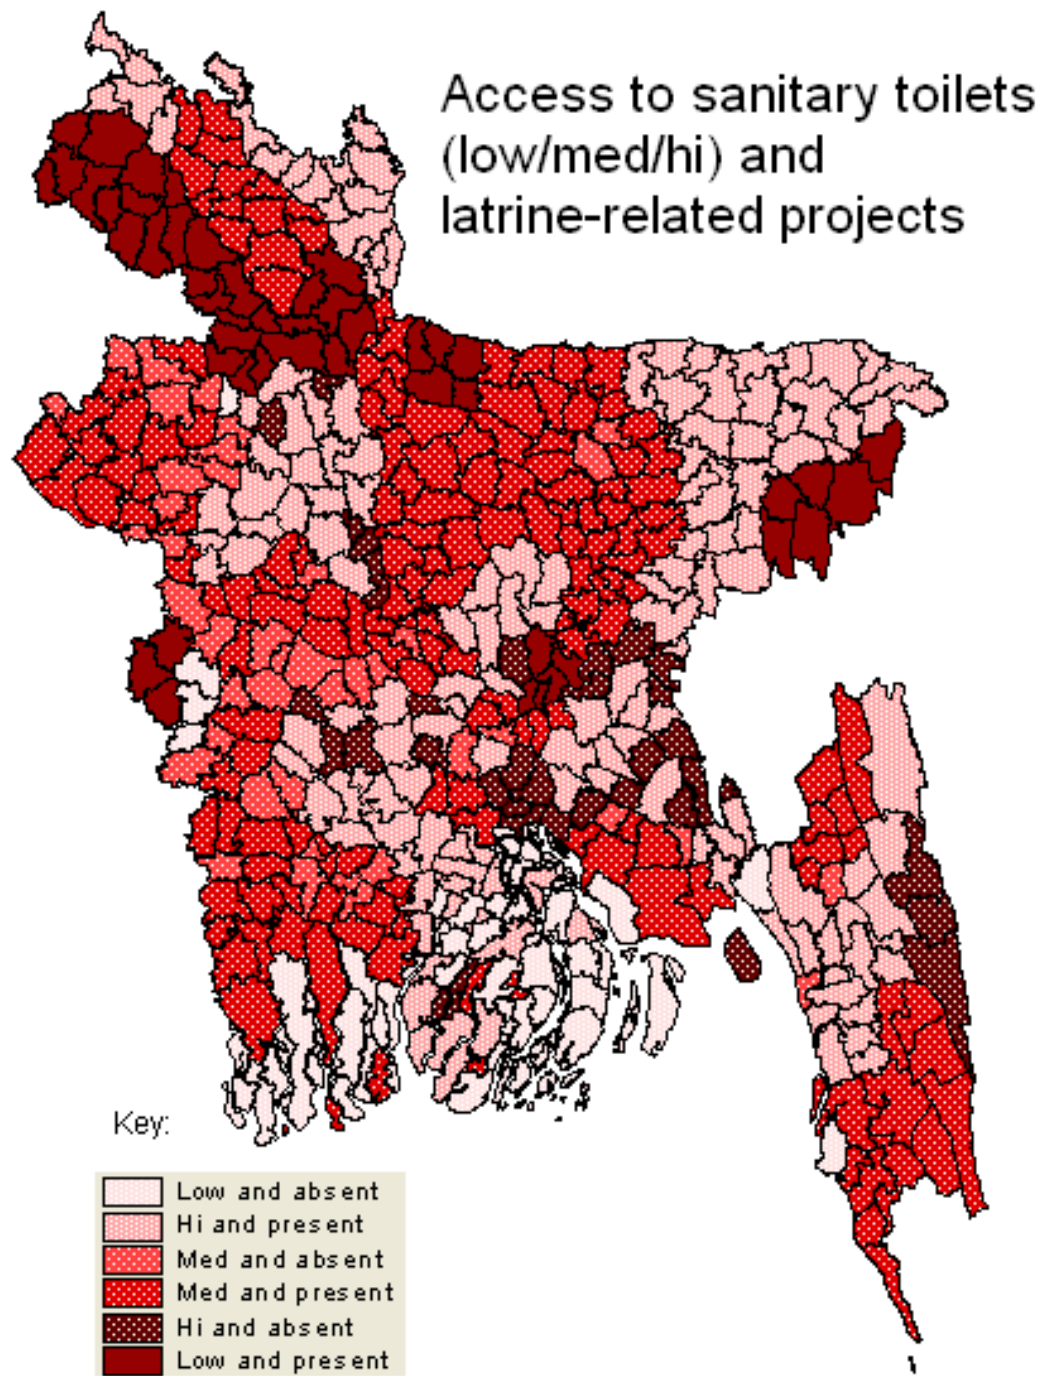 Access to sanitary toilets
(low/med/hi) and
latrine-related projects
Key:
Low and absent
Hi and present
Med and absent
Med and present
Hi and absent
Low and present